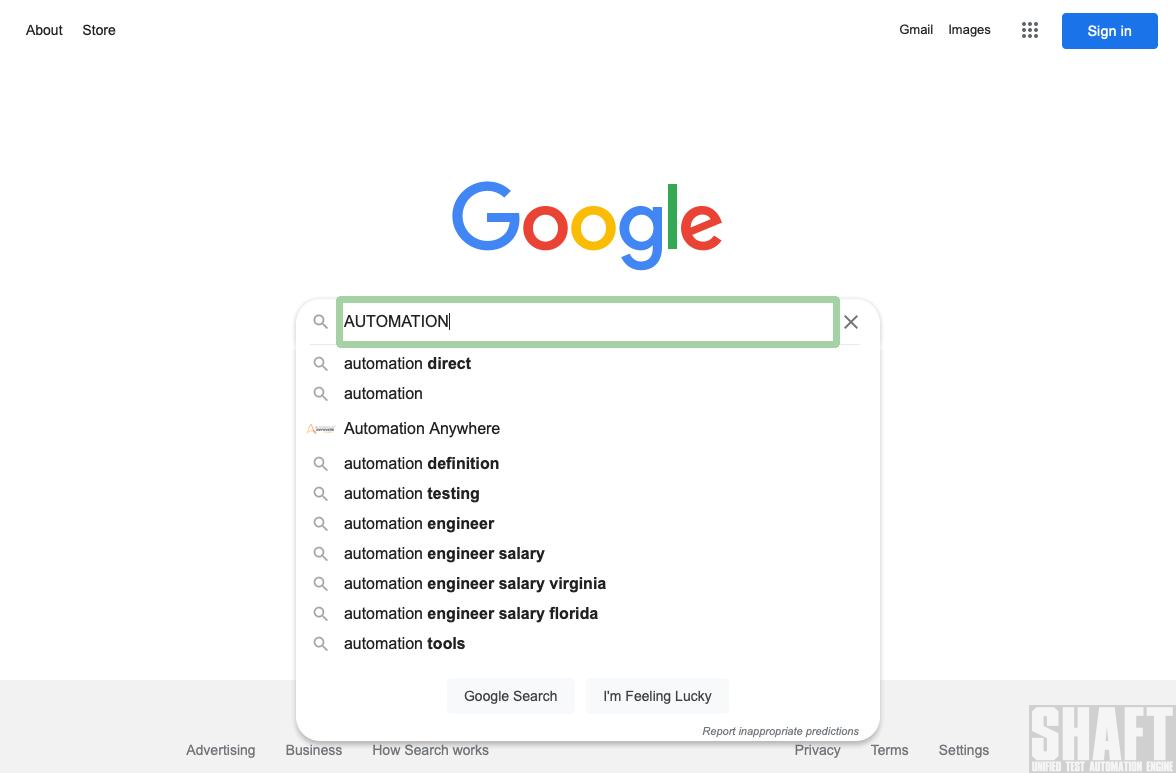 About Store
Gmail Images Sign in
Google
AUTOMATION
automation direct
automation
Automation Anywhere
automation definition
automation testing
automation engineer
automation engineer salary
automation engineer salary virginia
automation engineer salary florida
automation tools
Google Search I'm Feeling Lucky
Report inappropriate predictions
Advertising Business How Search works Privacy Terms Settings
SHAFT
UNIFIED TEST AUTOMATION ENGINE